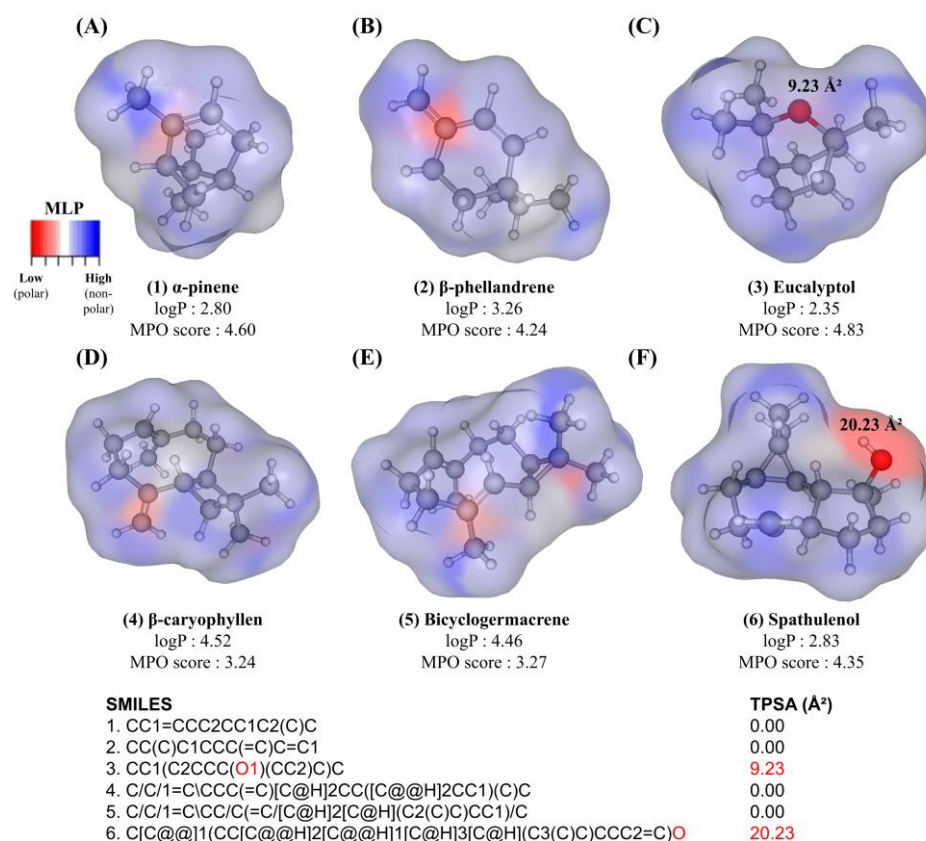 (A)
(B)
(C)
9.23 Å²
MLP
Low
(polar)
High
(non-
polar)
(1) α-pinene
logP : 2.80
MPO score : 4.60
(2) β-phellandrene
logP : 3.26
MPO score : 4.24
(3) Eucalyptol
logP : 2.35
MPO score : 4.83
(D)
(E)
(F)
20.23 Å²
(4) β-caryophyllen
logP : 4.52
MPO score : 3.24
(5) Bicyclogermacrene
logP : 4.46
MPO score : 3.27
(6) Spathulenol
logP : 2.83
MPO score : 4.35
SMILES TPSA (Å²)
1. CC1=CCC2CC1C2(C)C 0.00
2. CC(C)C1CCC(=C)C=C1 0.00
3. CC1(C2CCC(O1)(CC2)C)C 9.23
4. C/C/1=C\CCC(=C)[C@H]2CC([C@@H]2CC1)(C)C 0.00
5. C/C/1=C\CC/C(=C/[C@H]2[C@H](C2(C)C)CC1)/C 0.00
6. C[C@@]1(CC[C@@H]2[C@@H]1[C@H]3[C@H](C3(C)C)CCC2=C)O 20.23